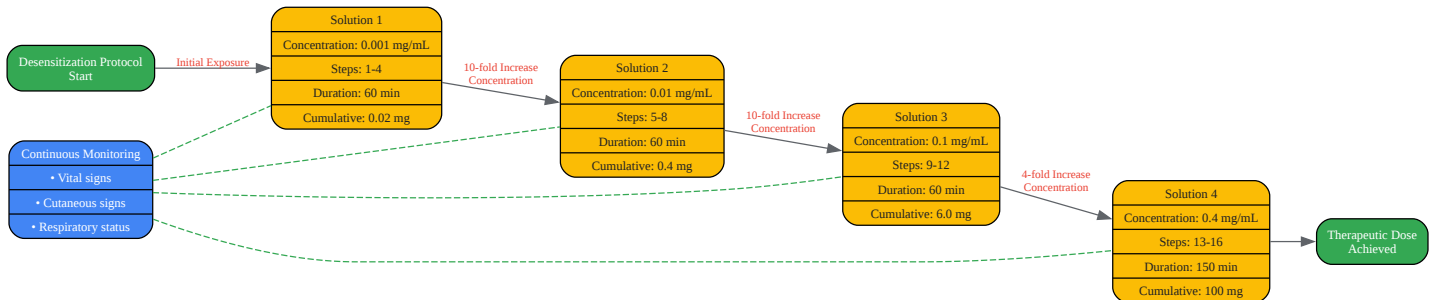 Desensitization Protocol
Start
Initial Exposure
Solution 1
Concentration: 0.001 mg/mL
Steps: 1-4
Duration: 60 min
Cumulative: 0.02 mg
10-fold Increase
Concentration
Solution 2
Concentration: 0.01 mg/mL
Steps: 5-8
Duration: 60 min
Cumulative: 0.4 mg
10-fold Increase
Concentration
Solution 3
Concentration: 0.1 mg/mL
Steps: 9-12
Duration: 60 min
Cumulative: 6.0 mg
4-fold Increase
Concentration
Solution 4
Concentration: 0.4 mg/mL
Steps: 13-16
Duration: 150 min
Cumulative: 100 mg
Therapeutic Dose
Achieved
Continuous Monitoring
• Vital signs
• Cutaneous signs
• Respiratory status